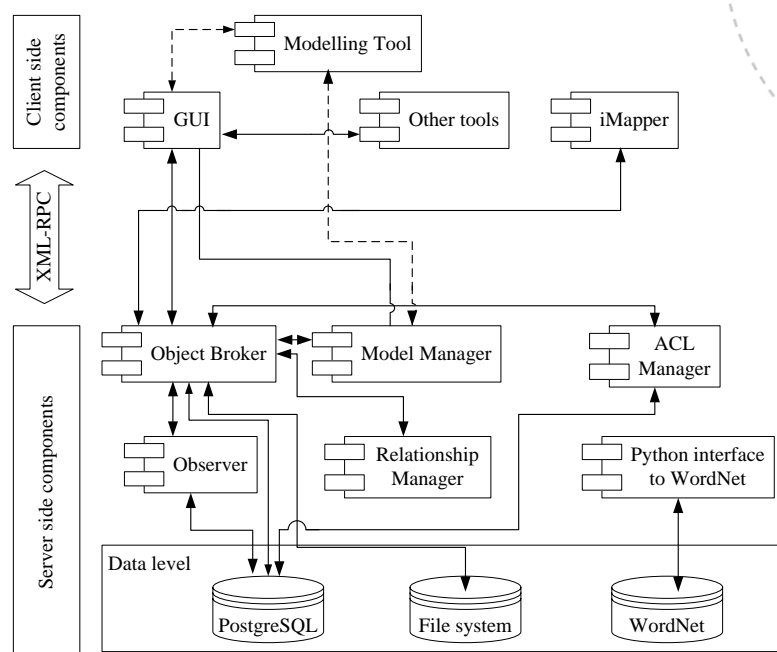 Client side
components
Modelling Tool
GUI
Other tools
iMapper
XML-RPC
Server side components
Object Broker
Model Manager
ACL
Manager
Observer
Relationship
Manager
Python interface
to WordNet
Data level
PostgreSQL
File system
WordNet